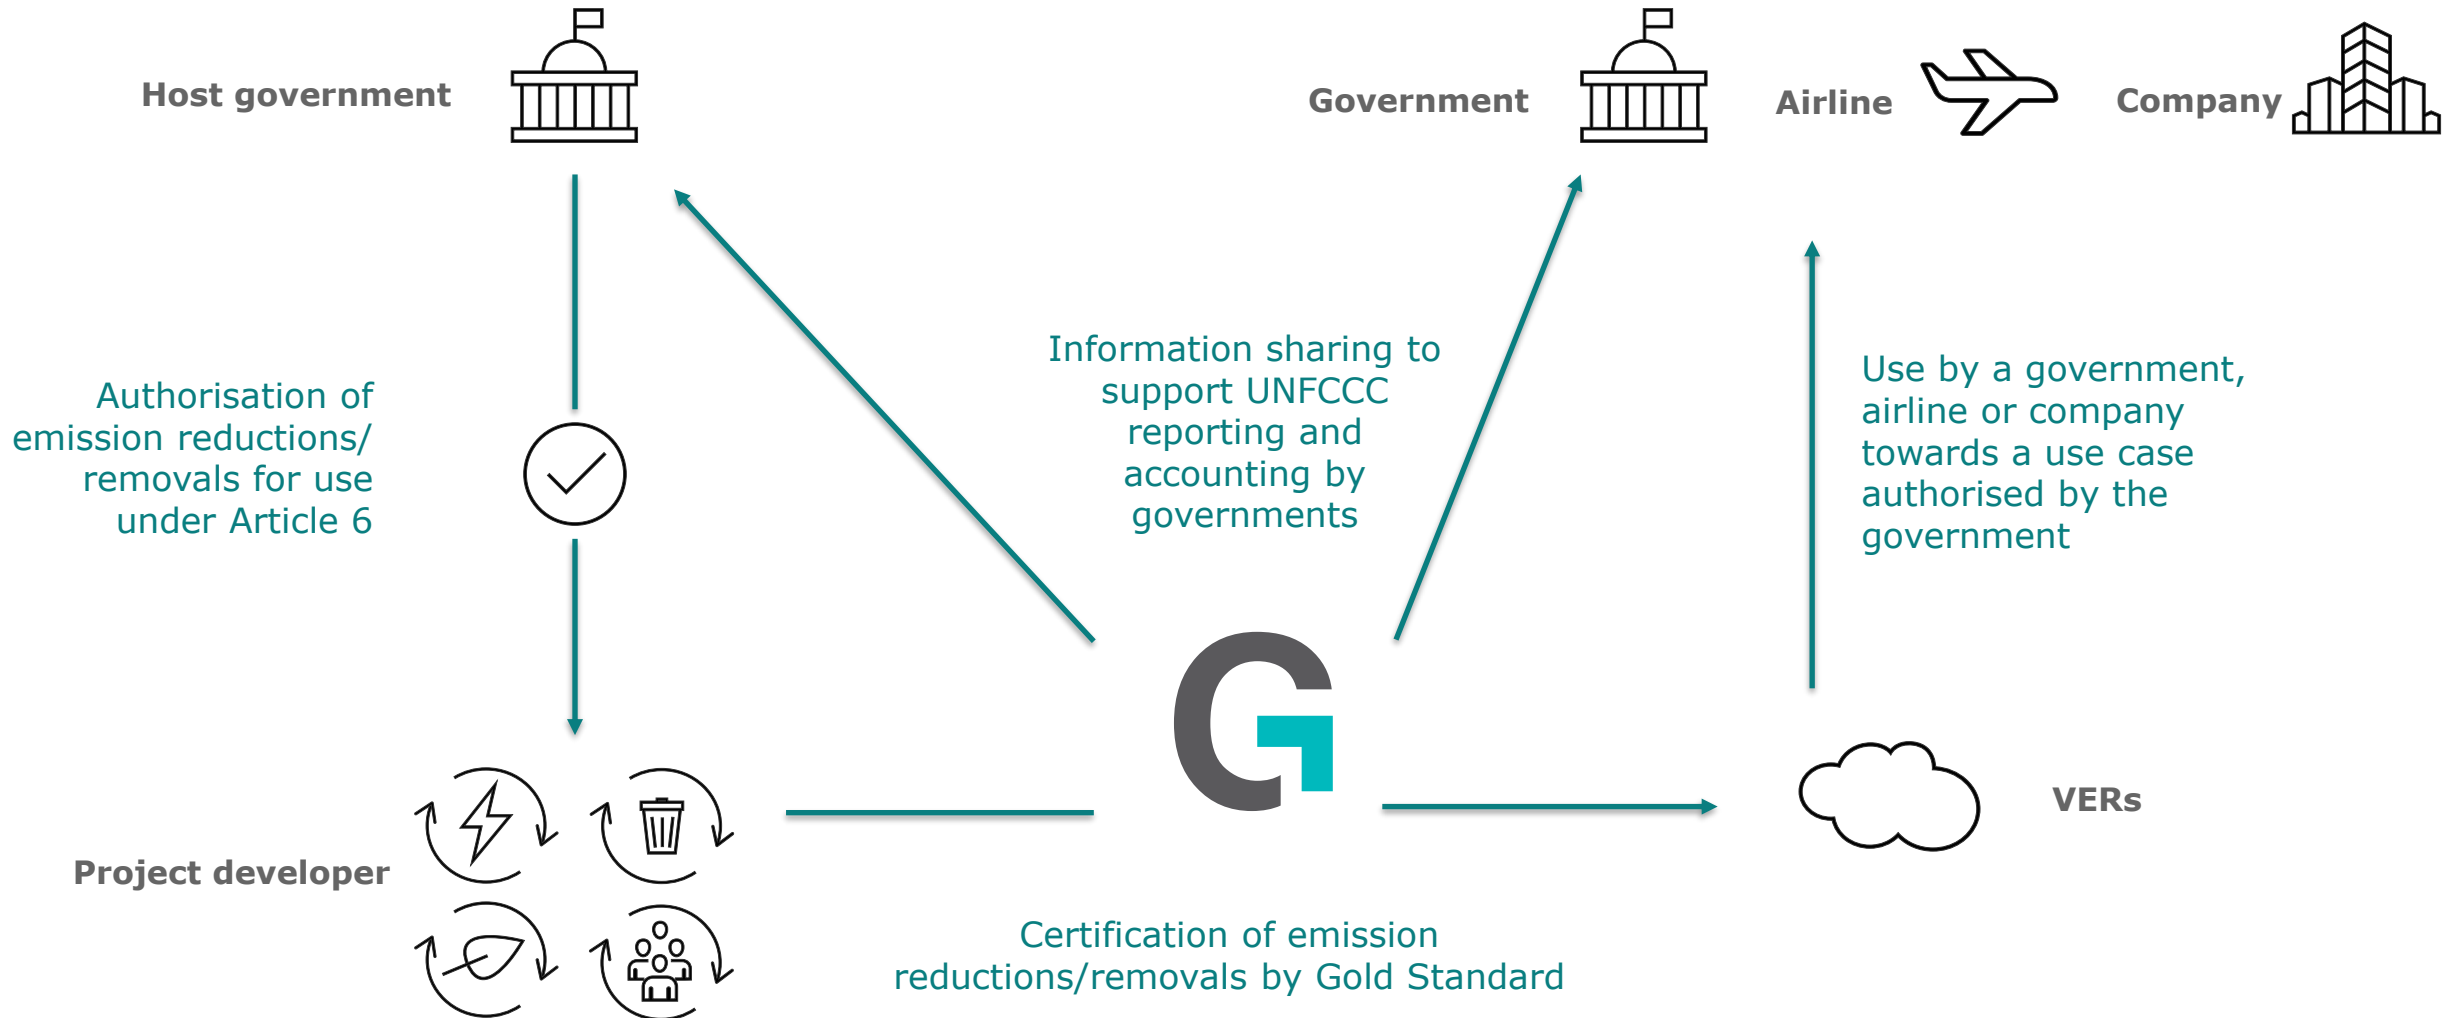 Host government
Government
Airline
Company
Authorisation of
emission reductions/
removals for use
under Article 6
Information sharing to
support UNFCCC
reporting and
accounting by
governments
Use by a government,
airline or company
towards a use case
authorised by the
government
Project developer
G
VERs
Certification of emission
reductions/removals by Gold Standard